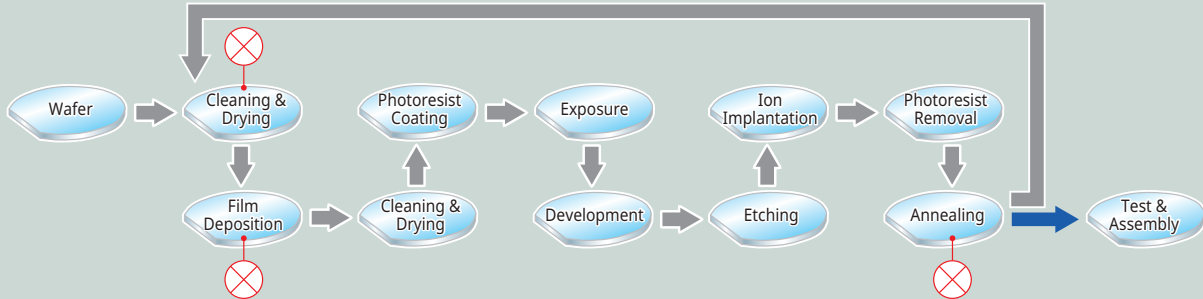 Wafer
Cleaning &
Drying
Film
Deposition
Cleaning &
Drying
Photoresist
Coating
Exposure
Development
Etching
Ion
Implantation
Photoresist
Removal
Annealing
Test &
Assembly